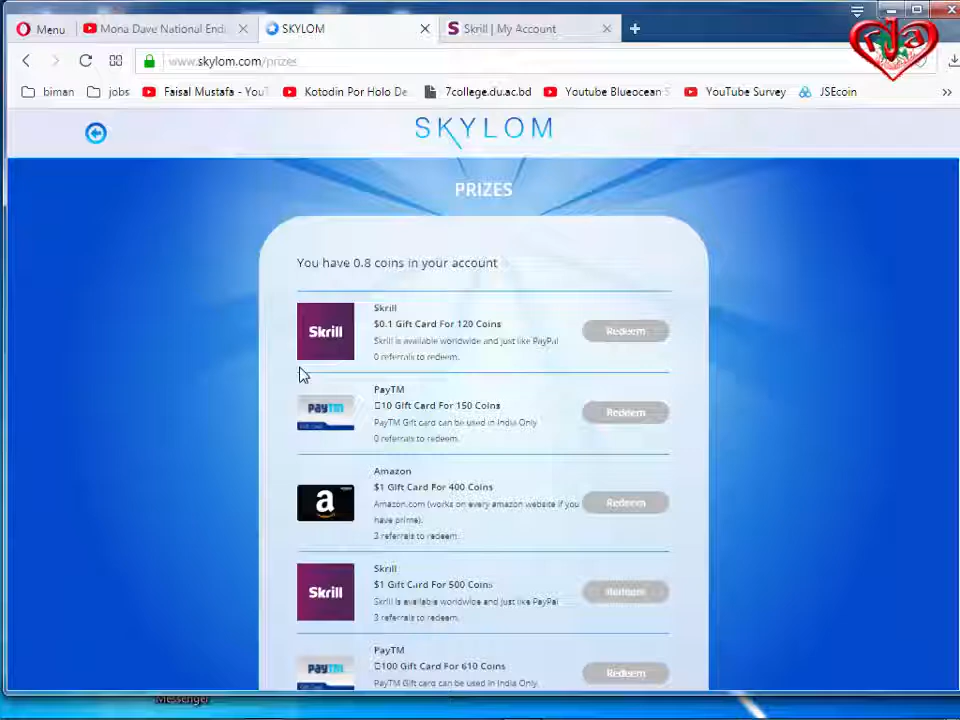 Menu
Mona Dave National End
SKYLOM
Skrill | My Account
www.skylom.com/prizes
biman
jobs
Faisal Mustafa - You
Kotodin Por Holo De
7college.du.ac.bd
Youtube Blueocean S
YouTube Survey
JSEcoin
SKYLOM
PRIZES
You have 0.8 coins in your account
Skrill
Skrill
$0.1 Gift Card For 120 Coins
Skrill is available worldwide and just like PayPal
0 referrals to redeem.
Redeem
PayTM
PayTM
10 Gift Card For 150 Coins
PayTM Gift card can be used in India Only
0 referrals to redeem.
Redeem
a
Amazon
$1 Gift Card For 400 Coins
Amazon.com (works on every amazon website if you
have prime).
3 referrals to redeem.
Redeem
Skrill
Skrill
$1 Gift Card For 500 Coins
Skrill is available worldwide and just like PayPal
3 referrals to redeem.
Redeem
PayTM
PayTM
100 Gift Card For 610 Coins
PayTM Gift card can be used in India Only.
Redeem
Messenger